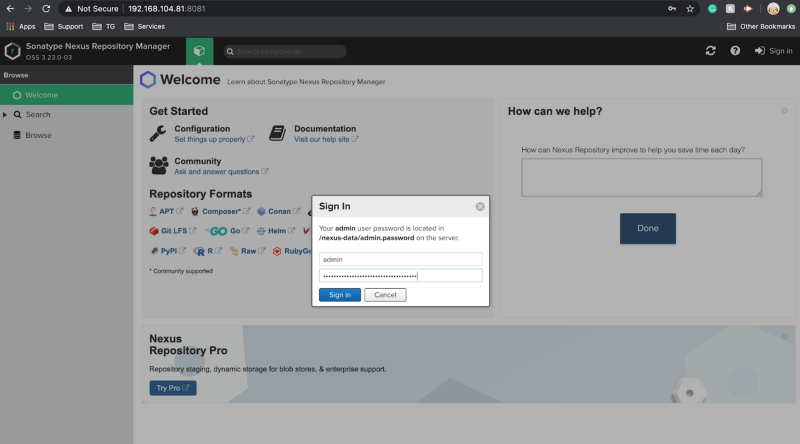 Not Secure | 192.168.104.81:8081
Apps Support TG Services Other Bookmarks
Sonatype Nexus Repository Manager
OSS 3.23.0-03
Search components
Sign in
Browse
Welcome
Search
Browse
Welcome Learn about Sonatype Nexus Repository Manager
Get Started
Configuration
Set things up properly
Documentation
Visit our help site
Community
Ask and answer questions
Repository Formats
APT Composer* Conan
Git LFS Go Helm
PyPI R Raw RubyGe
* Community supported
How can we help?
How can Nexus Repository improve to help you save time each day?
Done
Sign In
Your admin user password is located in
/nexus-data/admin.password on the server.
admin
••••••••••••••••••••••••••••••••••••
Sign in Cancel
Nexus
Repository Pro
Repository staging, dynamic storage for blob stores, & enterprise support.
Try Pro